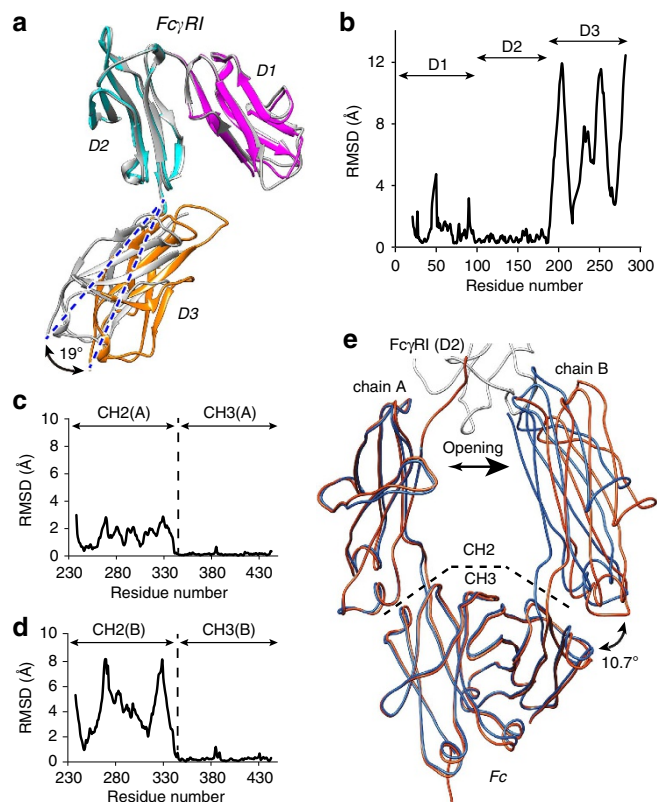 a
FcγRI
D1
D2
D3
19°
b
D1
D2
D3
RMSD (Å)
12
8
4
0
0 50 100 150 200 250 300
Residue number
c
CH2(A) CH3(A)
RMSD (Å)
10
8
6
4
2
0
230 280 330 380 430
Residue number
d
CH2(B) CH3(B)
RMSD (Å)
10
8
6
4
2
0
230 280 330 380 430
Residue number
e
FcγRI (D2)
chain A
chain B
Opening
CH2
CH3
10.7°
Fc